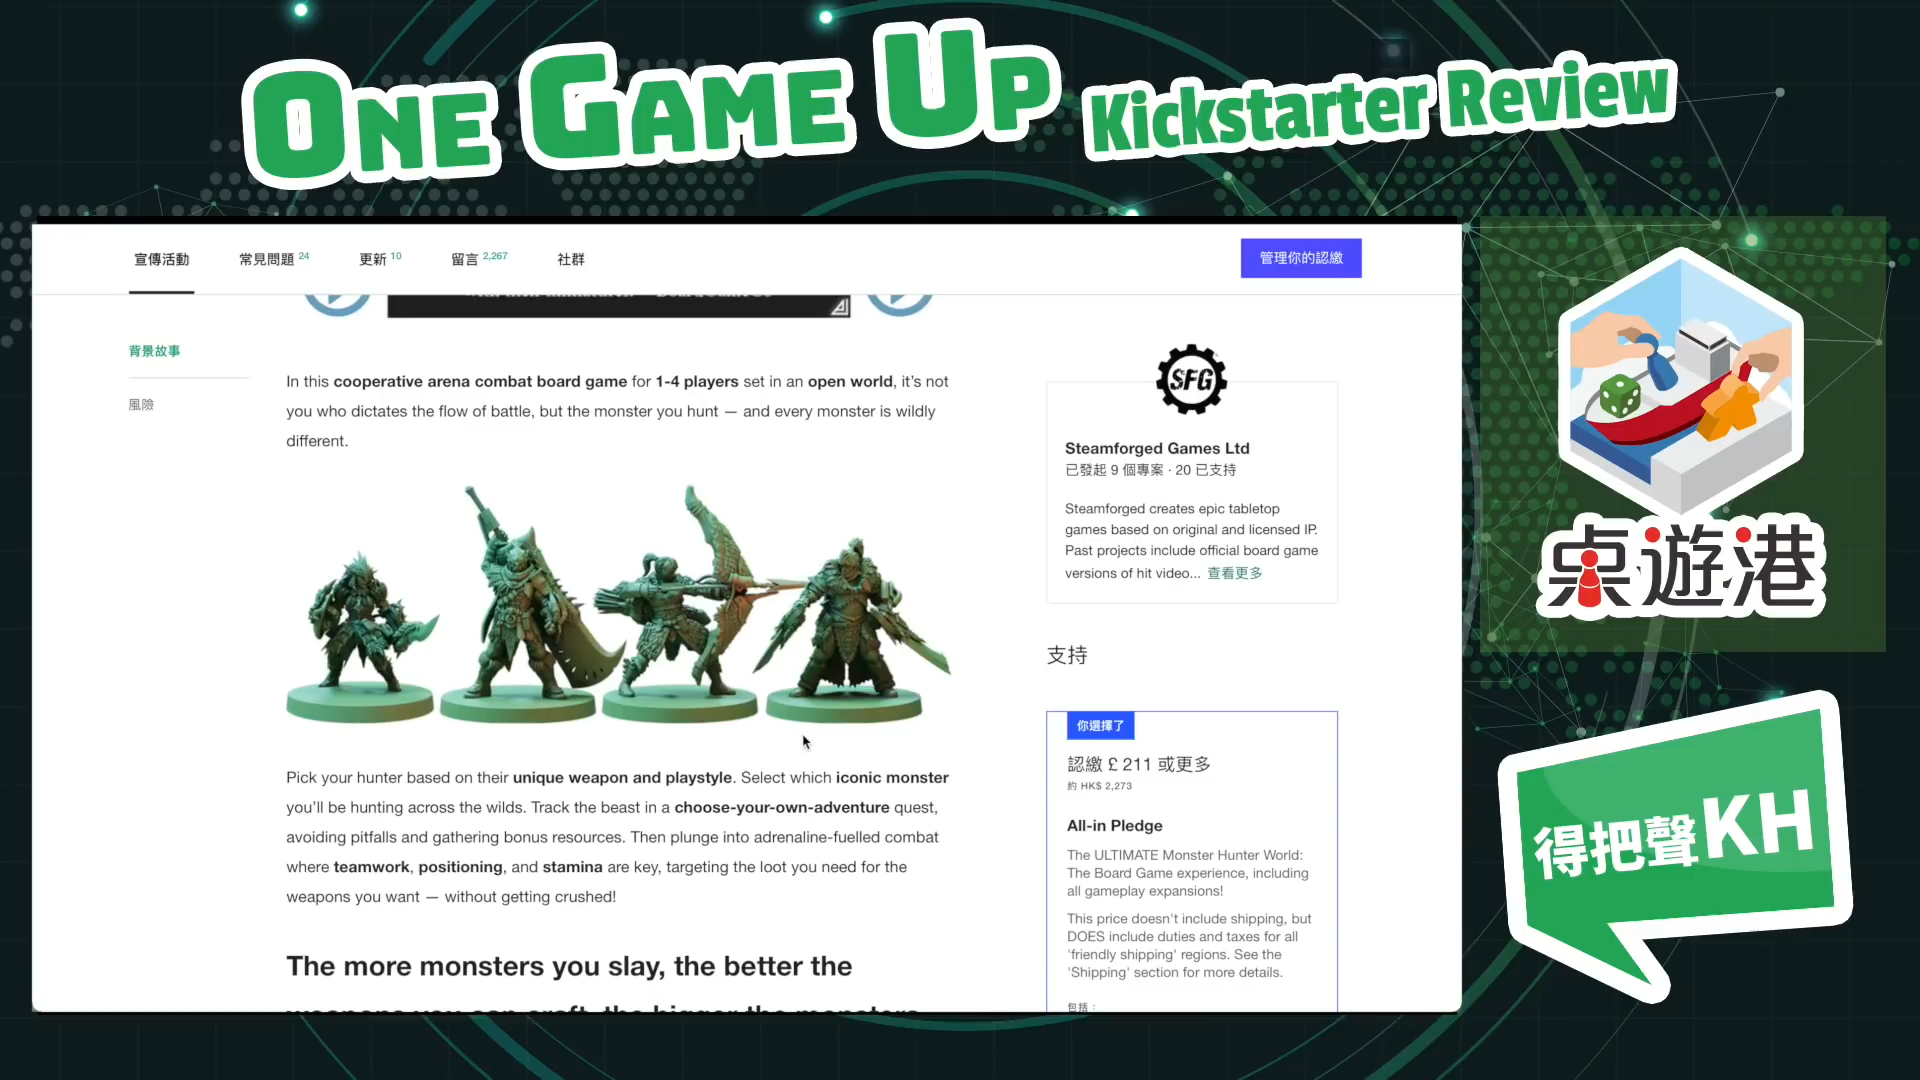 ONE GAME UP Kickstarter Review
宣傳活動 常見問題 24 更新 10 留言 2,267 社群
管理你的認繳
背景故事
風險
In this cooperative arena combat board game for 1-4 players set in an open world, it's not
you who dictates the flow of battle, but the monster you hunt — and every monster is wildly
different.
Pick your hunter based on their unique weapon and playstyle. Select which iconic monster
you'll be hunting across the wilds. Track the beast in a choose-your-own-adventure quest,
avoiding pitfalls and gathering bonus resources. Then plunge into adrenaline-fuelled combat
where teamwork, positioning, and stamina are key, targeting the loot you need for the
weapons you want — without getting crushed!
The more monsters you slay, the better the
weapons you can craft, the bigger the monsters
SFG
Steamforged Games Ltd
已發起 9 個專案 · 20 已支持
Steamforged creates epic tabletop
games based on original and licensed IP.
Past projects include official board game
versions of hit video... 查看更多
支持
你選擇了
認繳 £ 211 或更多
約 HK$ 2,273
All-in Pledge
The ULTIMATE Monster Hunter World:
The Board Game experience, including
all gameplay expansions!
This price doesn't include shipping, but
DOES include duties and taxes for all
'friendly shipping' regions. See the
'Shipping' section for more details.
包括：
桌遊港
得把聲KH